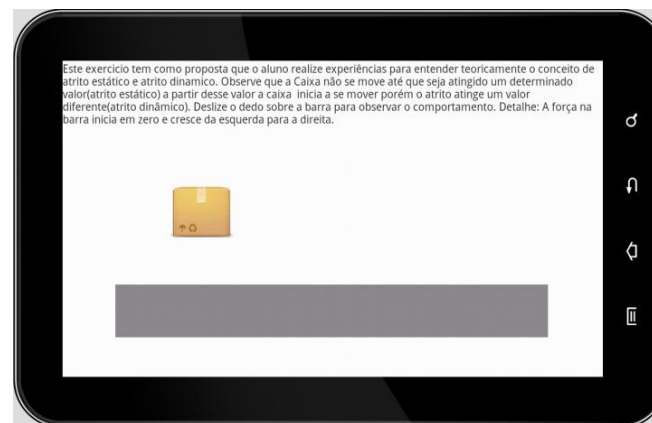 Este exercicio tem como proposta que o aluno realize experiências para entender teoricamente o conceito de
atrito estático e atrito dinamico. Observe que a Caixa não se move até que seja atingido um determinado
valor(atrito estático) a partir desse valor a caixa inicia a se mover porém o atrito atinge um valor
diferente(atrito dinâmico). Deslize o dedo sobre a barra para observar o comportamento. Detalhe: A força na
barra inicia em zero e cresce da esquerda para a direita.